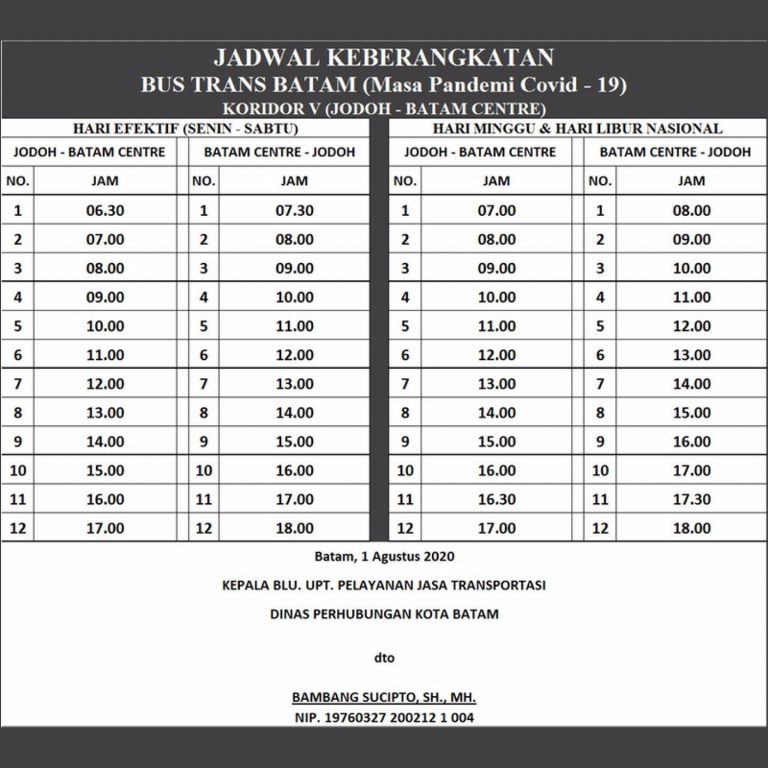 JADWAL KEBERANGKATAN
BUS TRANS BATAM (Masa Pandemi Covid - 19)
KORIDOR V (JODOH - BATAM CENTRE)
HARI EFEKTIF (SENIN - SABTU) HARI MINGGU & HARI LIBUR NASIONAL
JODOH - BATAM CENTRE BATAM CENTRE - JODOH JODOH - BATAM CENTRE BATAM CENTRE - JODOH
NO. JAM NO. JAM NO. JAM NO. JAM
1 06.30 1 07.30 1 07.00 1 08.00
2 07.00 2 08.00 2 08.00 2 09.00
3 08.00 3 09.00 3 09.00 3 10.00
4 09.00 4 10.00 4 10.00 4 11.00
5 10.00 5 11.00 5 11.00 5 12.00
6 11.00 6 12.00 6 12.00 6 13.00
7 12.00 7 13.00 7 13.00 7 14.00
8 13.00 8 14.00 8 14.00 8 15.00
9 14.00 9 15.00 9 15.00 9 16.00
10 15.00 10 16.00 10 16.00 10 17.00
11 16.00 11 17.00 11 16.30 11 17.30
12 17.00 12 18.00 12 17.00 12 18.00
Batam, 1 Agustus 2020
KEPALA BLU. UPT. PELAYANAN JASA TRANSPORTASI
DINAS PERHUBUNGAN KOTA BATAM
dto
BAMBANG SUCIPTO, SH., MH.
NIP. 19760327 200212 1 004